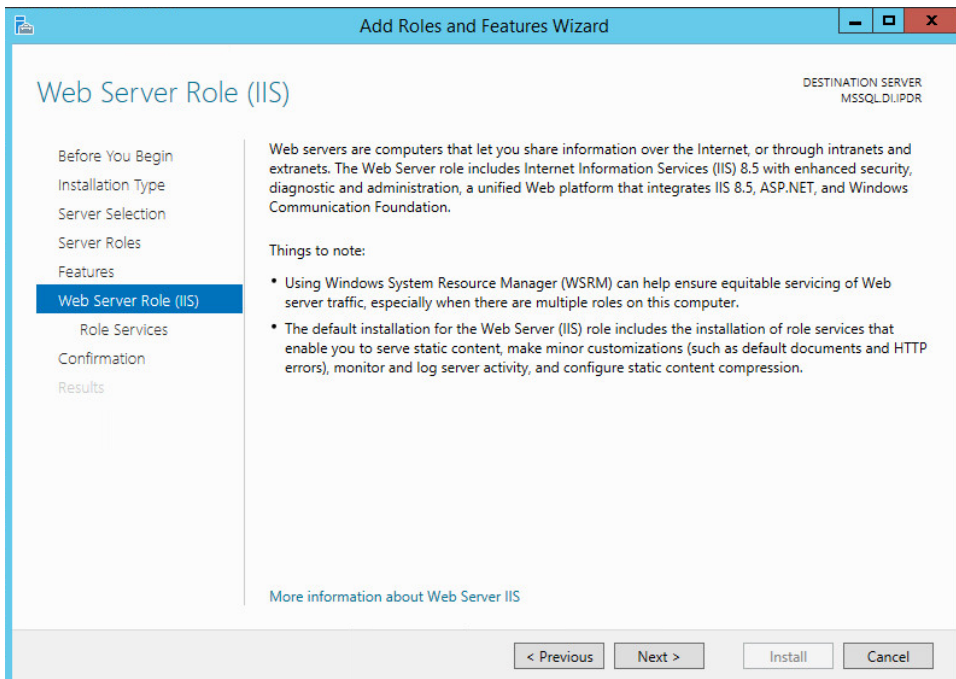 Add Roles and Features Wizard
Web Server Role (IIS)
DESTINATION SERVER
MSSQL.DI.IPDR
Before You Begin
Installation Type
Server Selection
Server Roles
Features
Web Server Role (IIS)
Role Services
Confirmation
Results
Web servers are computers that let you share information over the Internet, or through intranets and
extranets. The Web Server role includes Internet Information Services (IIS) 8.5 with enhanced security,
diagnostic and administration, a unified Web platform that integrates IIS 8.5, ASP.NET, and Windows
Communication Foundation.
Things to note:
• Using Windows System Resource Manager (WSRM) can help ensure equitable servicing of Web
server traffic, especially when there are multiple roles on this computer.
• The default installation for the Web Server (IIS) role includes the installation of role services that
enable you to serve static content, make minor customizations (such as default documents and HTTP
errors), monitor and log server activity, and configure static content compression.
More information about Web Server IIS
< Previous
Next >
Install
Cancel